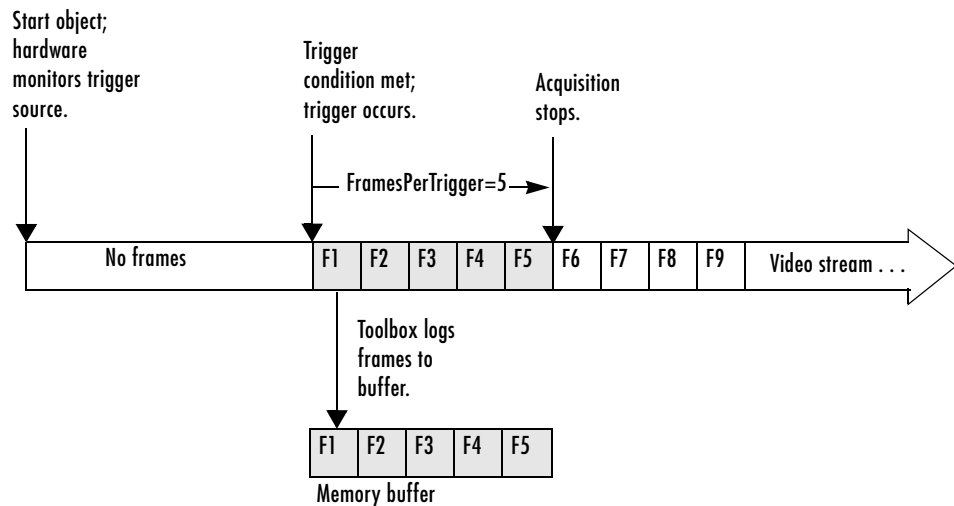 Start object;
hardware
monitors trigger
source.
Trigger
condition met;
trigger occurs.
Acquisition
stops.
FramesPerTrigger=5
No frames
F1 F2 F3 F4 F5 F6 F7 F8 F9 Video stream . . .
Toolbox logs
frames to
buffer.
F1 F2 F3 F4 F5
Memory buffer